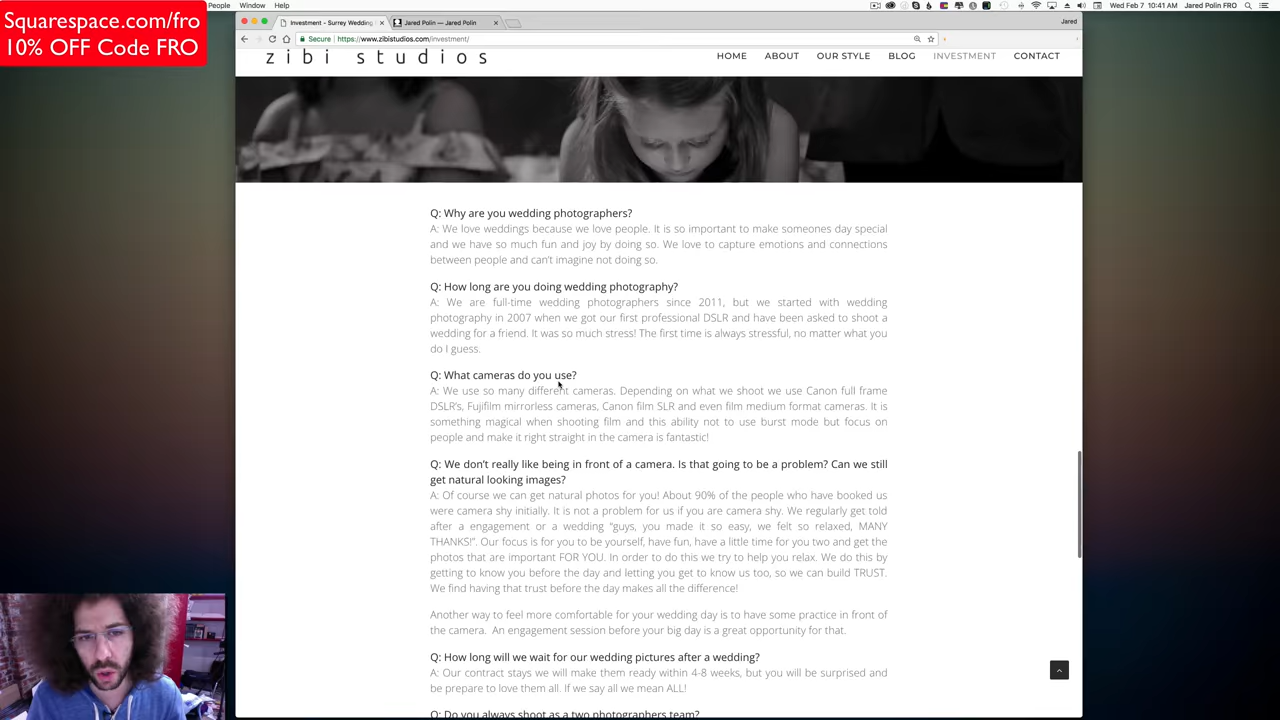 Squarespace.com/fro
10% OFF Code FRO
People Window Help
Wed Feb 7 10:41 AM Jared Polin FRO
Investment - Surrey Wedding
Jared Polin — Jared Polin
Jared
Secure https://www.zibistudios.com/investment/
zibi studios
HOME ABOUT OUR STYLE BLOG INVESTMENT CONTACT
Q: Why are you wedding photographers?
A: We love weddings because we love people. It is so important to make someones day special
and we have so much fun and joy by doing so. We love to capture emotions and connections
between people and can't imagine not doing so.
Q: How long are you doing wedding photography?
A: We are full-time wedding photographers since 2011, but we started with wedding
photography in 2007 when we got our first professional DSLR and have been asked to shoot a
wedding for a friend. It was so much stress! The first time is always stressful, no matter what you
do I guess.
Q: What cameras do you use?
A: We use so many different cameras. Depending on what we shoot we use Canon full frame
DSLR's, Fujifilm mirrorless cameras, Canon film SLR and even film medium format cameras. It is
something magical when shooting film and this ability not to use burst mode but focus on
people and make it right straight in the camera is fantastic!
Q: We don't really like being in front of a camera. Is that going to be a problem? Can we still
get natural looking images?
A: Of course we can get natural photos for you! About 90% of the people who have booked us
were camera shy initially. It is not a problem for us if you are camera shy. We regularly get told
after a engagement or a wedding "guys, you made it so easy, we felt so relaxed, MANY
THANKS!". Our focus is for you to be yourself, have fun, have a little time for you two and get the
photos that are important FOR YOU. In order to do this we try to help you relax. We do this by
getting to know you before the day and letting you get to know us too, so we can build TRUST.
We find having that trust before the day makes all the difference!
Another way to feel more comfortable for your wedding day is to have some practice in front of
the camera. An engagement session before your big day is a great opportunity for that.
Q: How long will we wait for our wedding pictures after a wedding?
A: Our contract stays we will make them ready within 4-8 weeks, but you will be surprised and
be prepare to love them all. If we say all we mean ALL!
Q: Do you always shoot as a two photographers team?